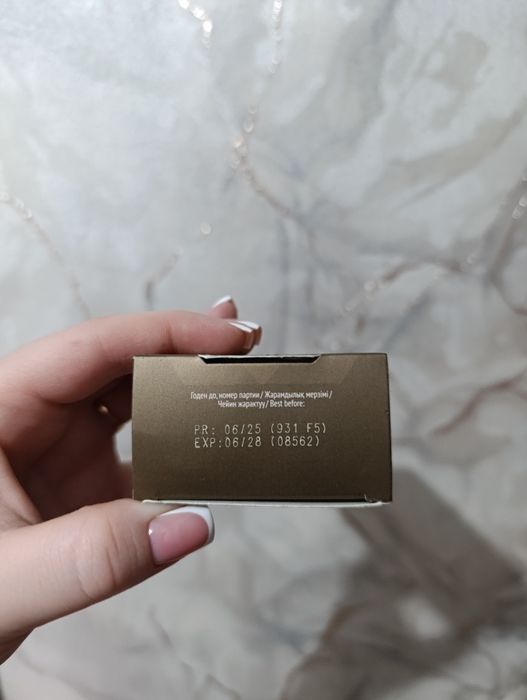 Годен до, номер партии / Жарамдылық мерзімі /
Чейин жарактуу / Best before:
PR: 06/25 (931 F5)
EXP:06/28 (08562)